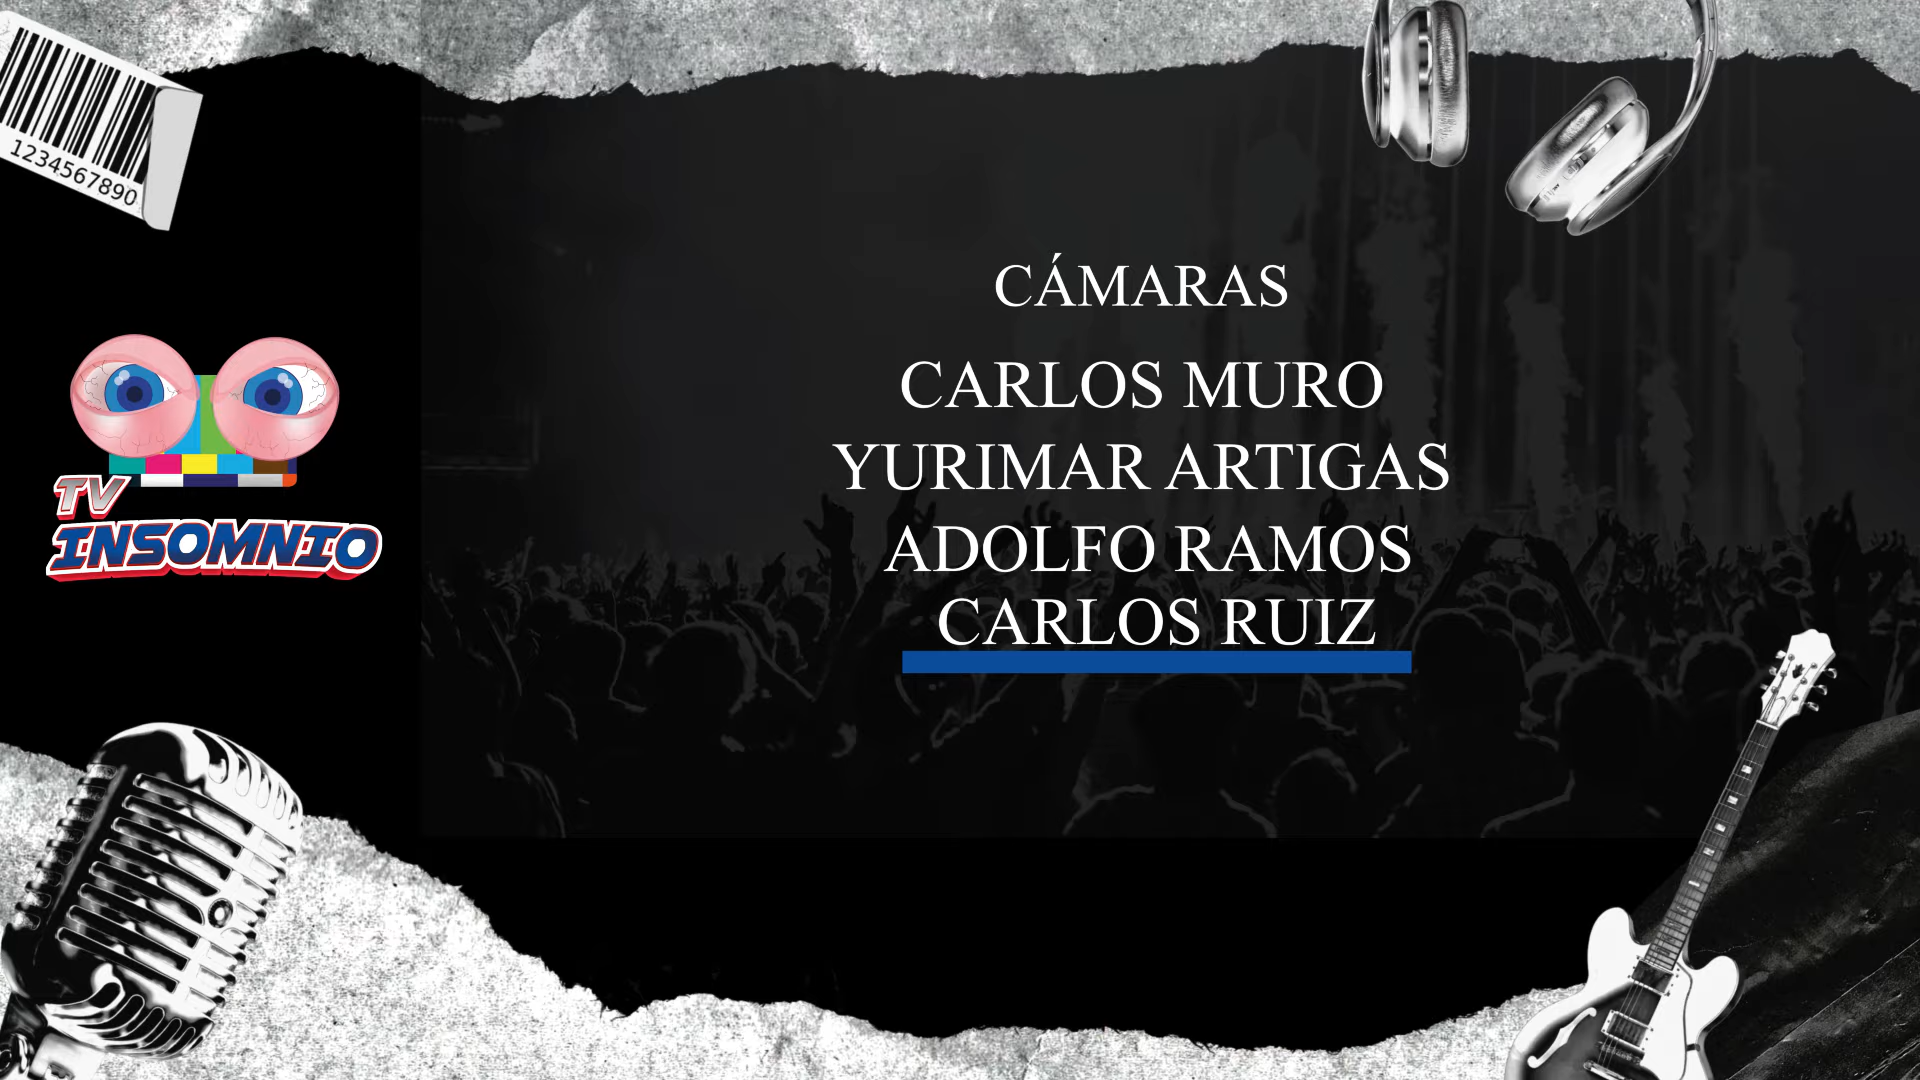 1234567890
CÁMARAS
CARLOS MURO
YURIMAR ARTIGAS
ADOLFO RAMOS
CARLOS RUIZ
TV
INSOMNIO